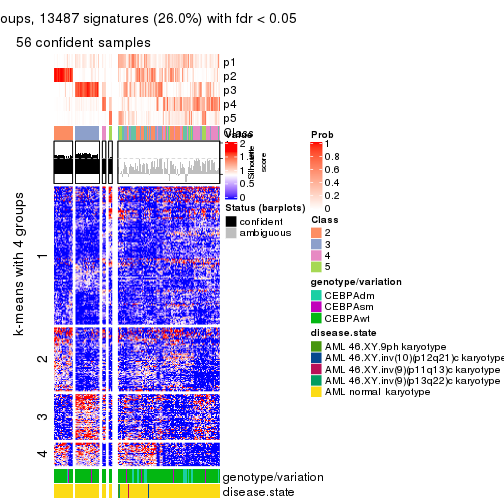 oups, 13487 signatures (26.0%) with fdr < 0.05
56 confident samples
p1
p2
p3
p4
p5
Class
Value
2
1.5
1
0.5
0
Silhouette
score
Status (barplots)
confident
ambiguous
k-means with 4 groups
1
2
3
4
Prob
1
0.8
0.6
0.4
0.2
0
Class
2
3
4
5
genotype/variation
CEBPAdm
CEBPAsm
CEBPAwt
disease.state
AML 46.XY.9ph karyotype
AML 46.XY.inv(10)(p12q21)c karyotype
AML 46.XY.inv(9)(p11q13)c karyotype
AML 46.XY.inv(9)(p13q22)c karyotype
AML normal karyotype
genotype/variation
disease.state